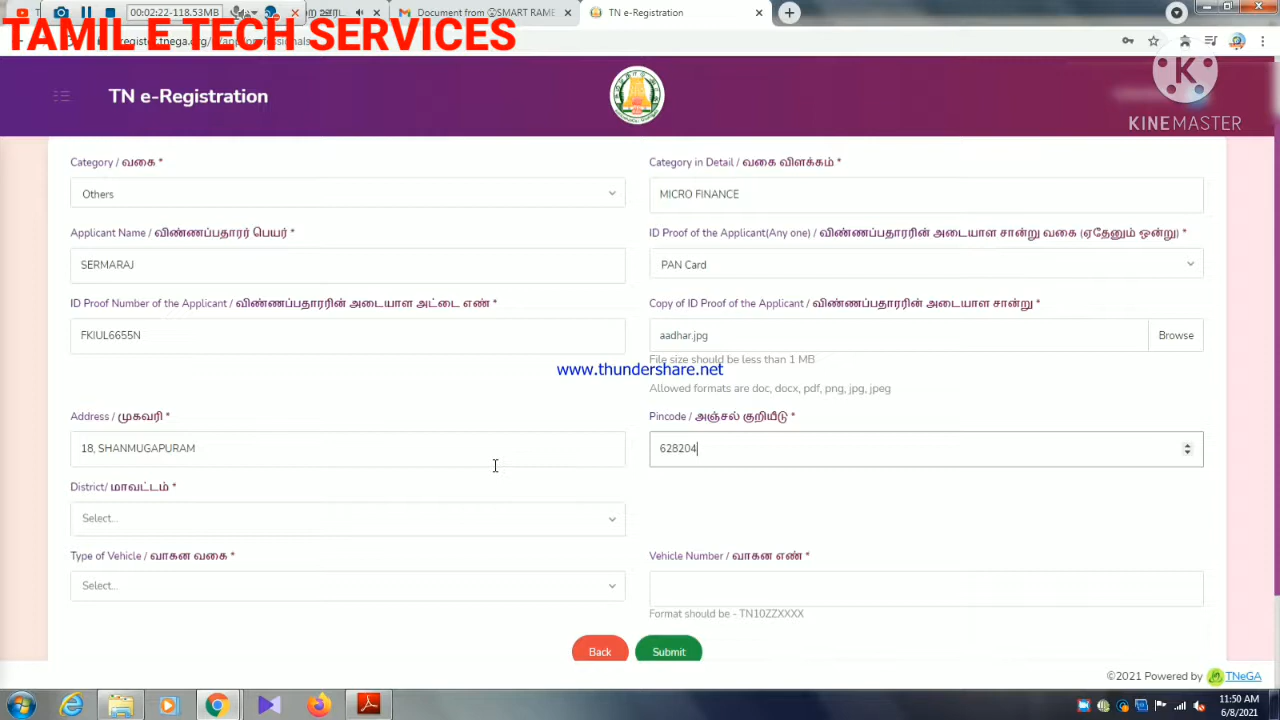 00:02:22-118.53MB
Document from @SMART RAME
TN e-Registration
TAMIL E TECH SERVICES
TN e-Registration
KINEMASTER
Category / வகை *
Category in Detail / வகை விளக்கம் *
Others
MICRO FINANCE
Applicant Name / விண்ணப்பதாரர் பெயர் *
ID Proof of the Applicant(Any one) / விண்ணப்பதாரரின் அடையாள சான்று வகை (ஏதேனும் ஒன்று) *
SERMARAJ
PAN Card
ID Proof Number of the Applicant / விண்ணப்பதாரரின் அடையாள அட்டை எண் *
Copy of ID Proof of the Applicant / விண்ணப்பதாரரின் அடையாள சான்று *
FKIUL6655N
aadhar.jpg
Browse
File size should be less than 1 MB
www.thundershare.net
Allowed formats are doc, docx, pdf, png, jpg, jpeg
Address / முகவரி *
Pincode / அஞ்சல் குறியீடு *
18, SHANMUGAPURAM
628204
District/ மாவட்டம் *
Select...
Type of Vehicle / வாகன வகை *
Vehicle Number / வாகன எண் *
Select...
Format should be - TN10ZZXXXX
Back
Submit
©2021 Powered by TNeGA
11:50 AM
6/8/2021